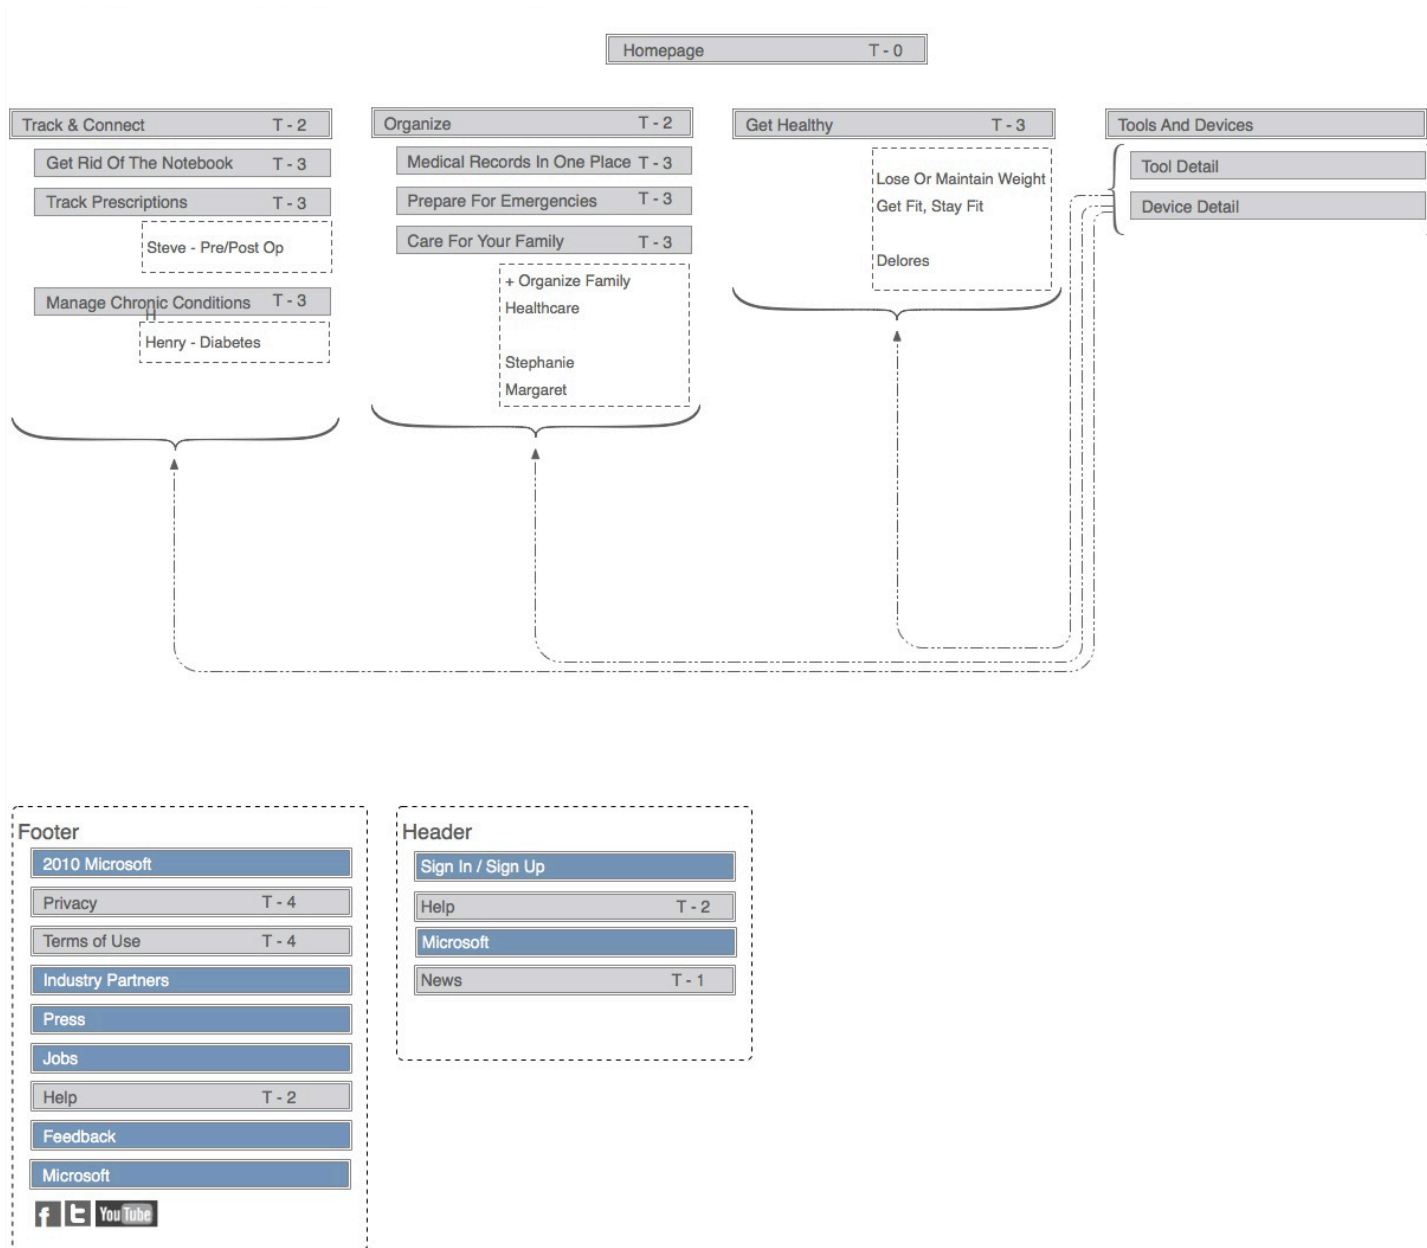 Homepage T - 0
Track & Connect T - 2
Get Rid Of The Notebook T - 3
Track Prescriptions T - 3
Steve - Pre/Post Op
Manage Chronic Conditions T - 3
H
Henry - Diabetes
Organize T - 2
Medical Records In One Place T - 3
Prepare For Emergencies T - 3
Care For Your Family T - 3
+ Organize Family
Healthcare
Stephanie
Margaret
Get Healthy T - 3
Lose Or Maintain Weight
Get Fit, Stay Fit
Delores
Tools And Devices
Tool Detail
Device Detail
Footer
2010 Microsoft
Privacy T - 4
Terms of Use T - 4
Industry Partners
Press
Jobs
Help T - 2
Feedback
Microsoft
f t YouTube
Header
Sign In / Sign Up
Help T - 2
Microsoft
News T - 1